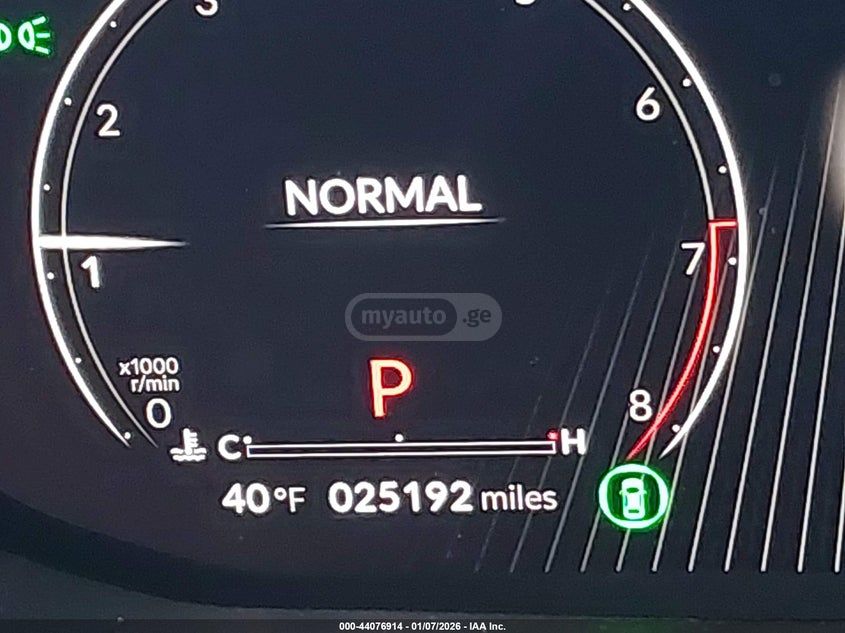 3
2
6
NORMAL
1
7
myauto.ge
x1000
r/min
P
0
8
C
H
40°F 025192 miles
000-44076914 - 01/07/2026 - IAA Inc.